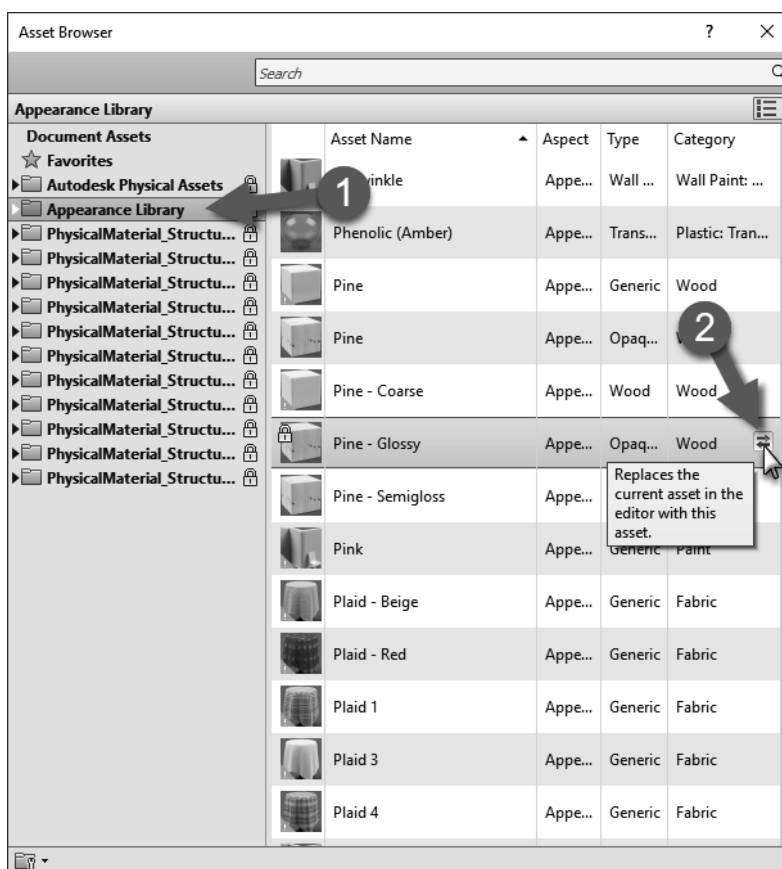 Asset Browser
?
Search
Appearance Library
Document Assets
Favorites
Autodesk Physical Assets
Appearance Library
PhysicalMaterial_Structu...
PhysicalMaterial_Structu...
PhysicalMaterial_Structu...
PhysicalMaterial_Structu...
PhysicalMaterial_Structu...
PhysicalMaterial_Structu...
PhysicalMaterial_Structu...
PhysicalMaterial_Structu...
PhysicalMaterial_Structu...
PhysicalMaterial_Structu...
PhysicalMaterial_Structu...
1
2
Asset Name Aspect Type Category
winkle Appe... Wall ... Wall Paint: ...
Phenolic (Amber) Appe... Trans... Plastic: Tran...
Pine Appe... Generic Wood
Pine Appe... Opaq...
Pine - Coarse Appe... Wood Wood
Pine - Glossy Appe... Opaq... Wood
Replaces the
current asset in the
editor with this
asset.
Pine - Semigloss Appe...
Pink Appe... Generic Paint
Plaid - Beige Appe... Generic Fabric
Plaid - Red Appe... Generic Fabric
Plaid 1 Appe... Generic Fabric
Plaid 3 Appe... Generic Fabric
Plaid 4 Appe... Generic Fabric